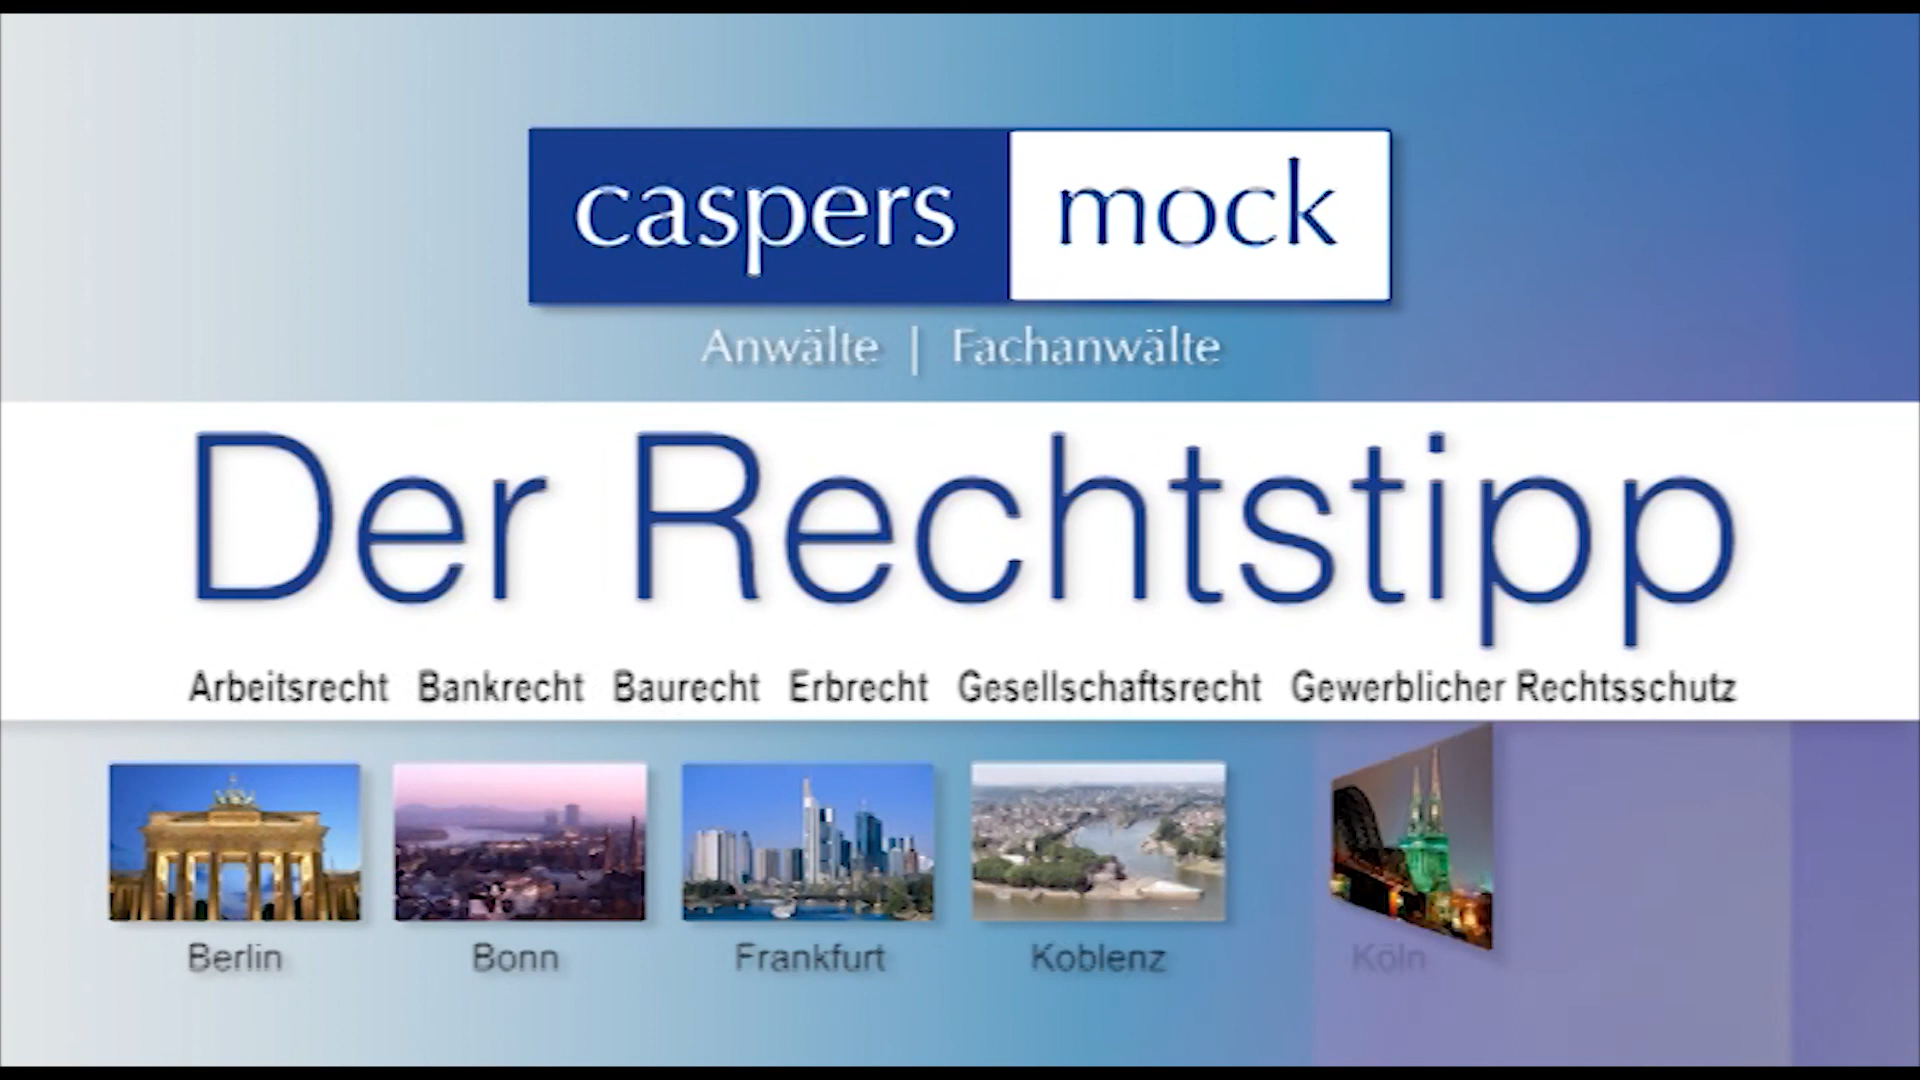 caspers mock
Anwälte | Fachanwälte
Der Rechtstipp
Arbeitsrecht Bankrecht Baurecht Erbrecht Gesellschaftsrecht Gewerblicher Rechtsschutz
Berlin Bonn Frankfurt Koblenz Köln